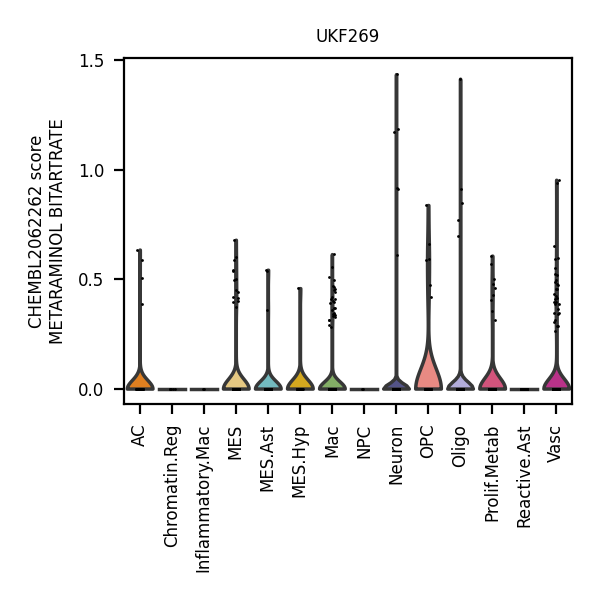 UKF269
CHEMBL2062262 score
METARAMINOL BITARTRATE
1.5
1.0
0.5
0.0
AC
Chromatin.Reg
Inflammatory.Mac
MES
MES.Ast
MES.Hyp
Mac
NPC
Neuron
OPC
Oligo
Prolif.Metab
Reactive.Ast
Vasc